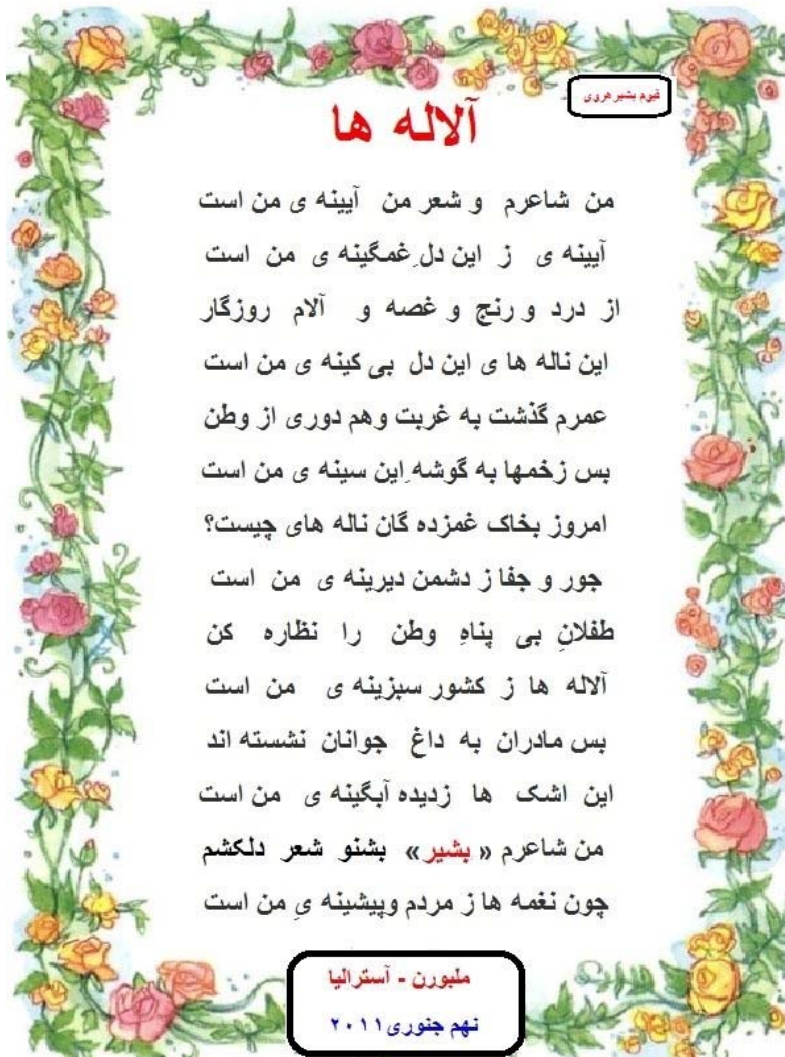 قیوم بشیر هروی
آلاله ها
من شاعرم و شعر من آیینه ی من است
آیینه ی ز این دلِ غمگینه ی من است
از درد و رنج و غصه و آلام روزگار
این ناله ها ی این دل بی کینه ی من است
عمرم گذشت به غربت وهم دوری از وطن
بس زخمها به گوشه ِاین سینه ی من است
امروز بخاک غمزده گان ناله های چیست؟
جور و جفا ز دشمن دیرینه ی من است
طفلانِ بی پناهِ وطن را نظاره کن
آلاله ها ز کشور سبزینه ی من است
بس مادران به داغ جوانان نشسته اند
این اشک ها زدیده آبگینه ی من است
من شاعرم « بشیر» بشنو شعر دلکشم
چون نغمه ها ز مردم وپیشینه يِ من است
ملبورن - آسترالیا
نهم جنوری ۲۰۱۱